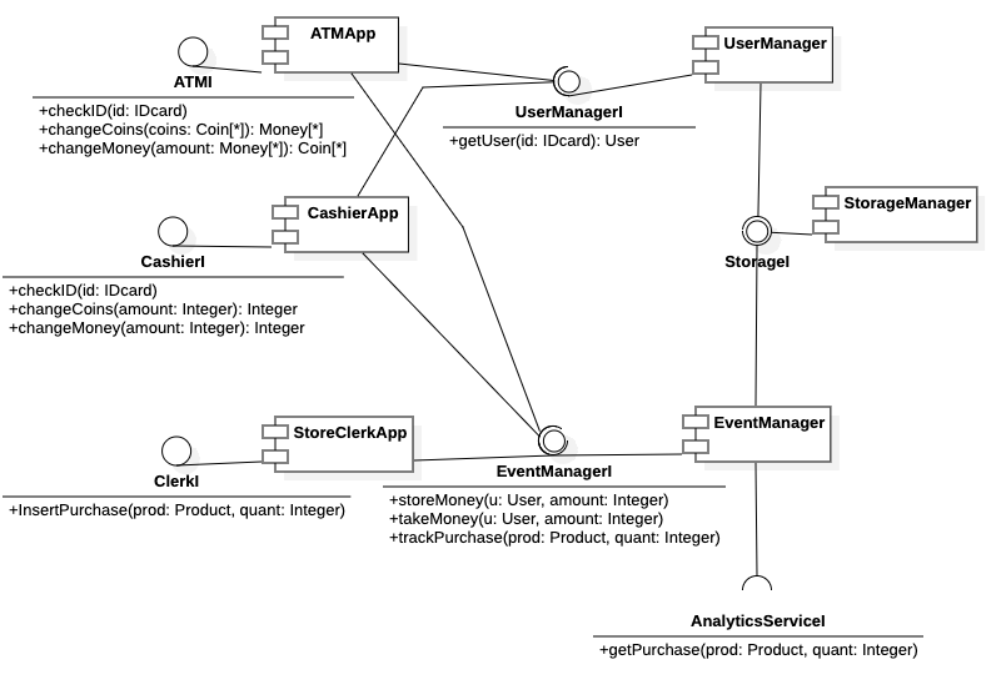 ATMApp
ATMI
+checkID(id: IDcard)
+changeCoins(coins: Coin[*]): Money[*]
+changeMoney(amount: Money[*]): Coin[*]
UserManagerI
+getUser(id: IDcard): User
UserManager
CashierApp
CashierI
+checkID(id: IDcard)
+changeCoins(amount: Integer): Integer
+changeMoney(amount: Integer): Integer
StorageManager
StorageI
StoreClerkApp
ClerkI
+InsertPurchase(prod: Product, quant: Integer)
EventManagerI
+storeMoney(u: User, amount: Integer)
+takeMoney(u: User, amount: Integer)
+trackPurchase(prod: Product, quant: Integer)
EventManager
AnalyticsServiceI
+getPurchase(prod: Product, quant: Integer)